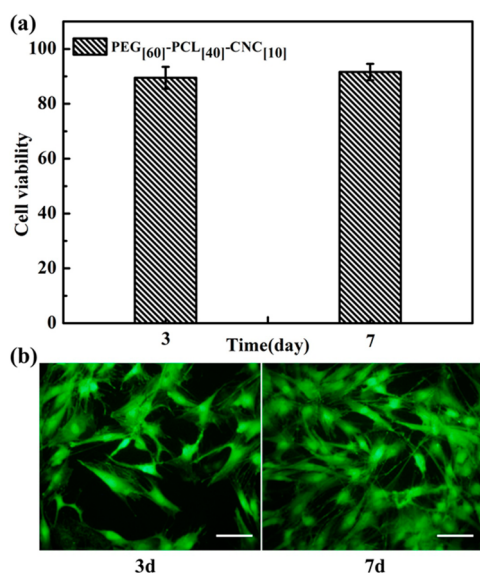 (a)
PEG[60]-PCL[40]-CNC[10]
Cell viability
100
80
60
40
20
0
3
7
Time(day)
(b)
3d
7d